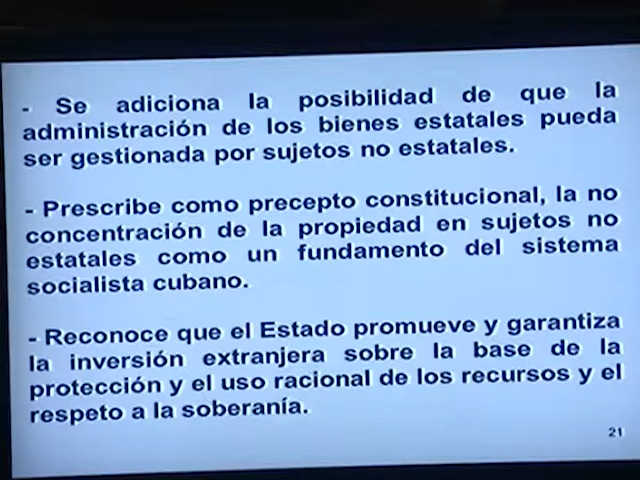 - Se adiciona la posibilidad de que la
administración de los bienes estatales pueda
ser gestionada por sujetos no estatales.
- Prescribe como precepto constitucional, la no
concentración de la propiedad en sujetos no
estatales como un fundamento del sistema
socialista cubano.
- Reconoce que el Estado promueve y garantiza
la inversión extranjera sobre la base de la
protección y el uso racional de los recursos y el
respeto a la soberanía.
21